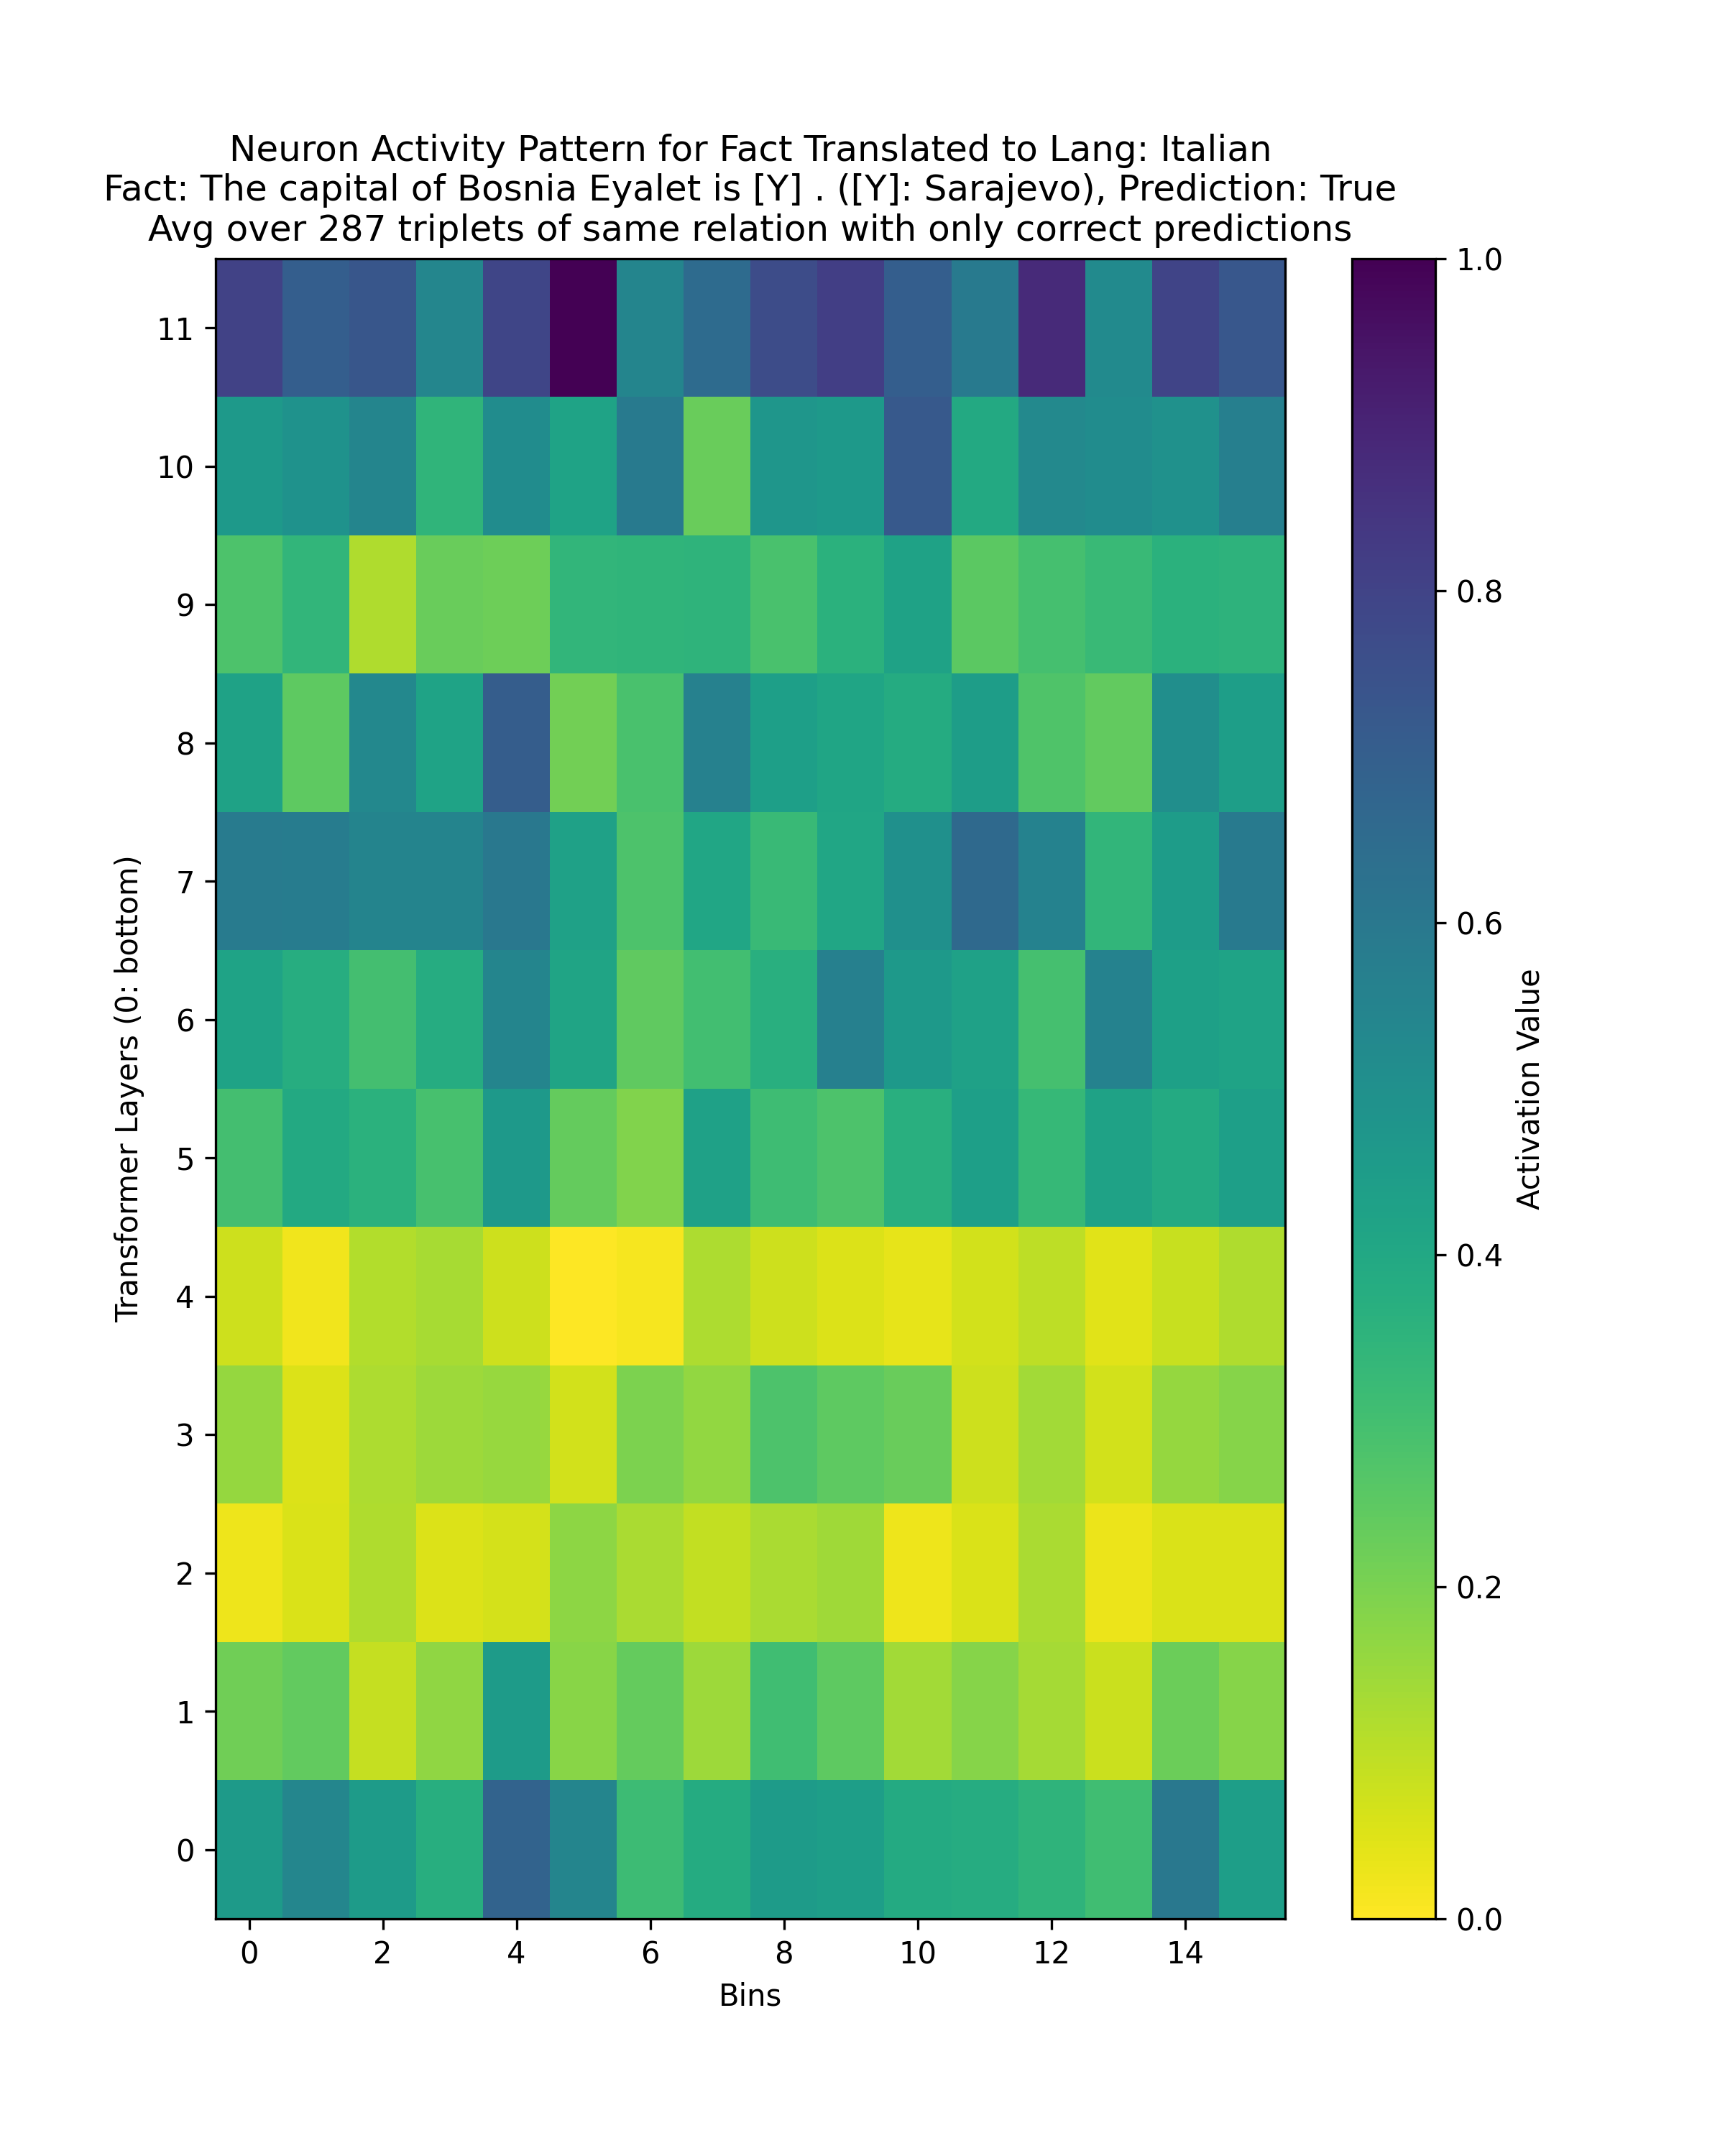 Neuron Activity Pattern for Fact Translated to Lang: Italian
Fact: The capital of Bosnia Eyalet is [Y] . ([Y]: Sarajevo), Prediction: True
Avg over 287 triplets of same relation with only correct predictions
Transformer Layers (0: bottom)
11
10
9
8
7
6
5
4
3
2
1
0
0 2 4 6 8 10 12 14
Bins
1.0
0.8
0.6
0.4
0.2
0.0
Activation Value